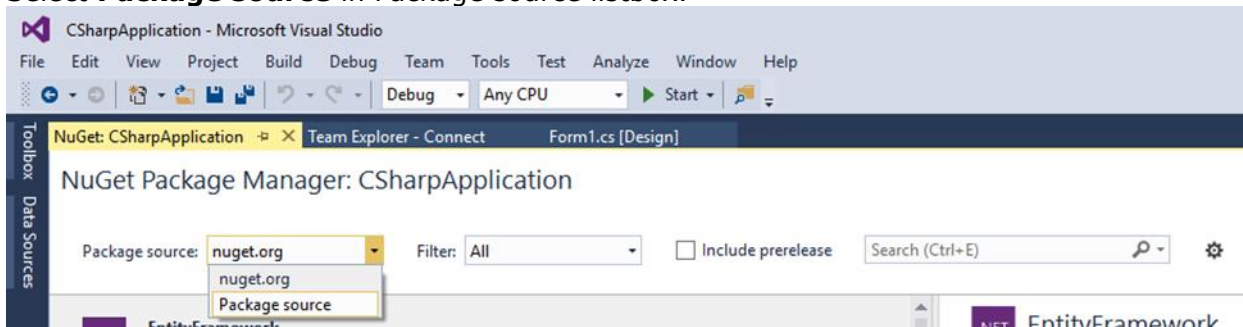 Select Package source in Package source listbox.
CSharpApplication - Microsoft Visual Studio
File Edit View Project Build Debug Team Tools Test Analyze Window Help
Debug Any CPU Start
Toolbox
Data Sources
NuGet: CSharpApplication Team Explorer - Connect Form1.cs [Design]
NuGet Package Manager: CSharpApplication
Package source: nuget.org Filter: All Include prerelease Search (Ctrl+E)
nuget.org
Package source
EntityFramework
.NET EntityFramework